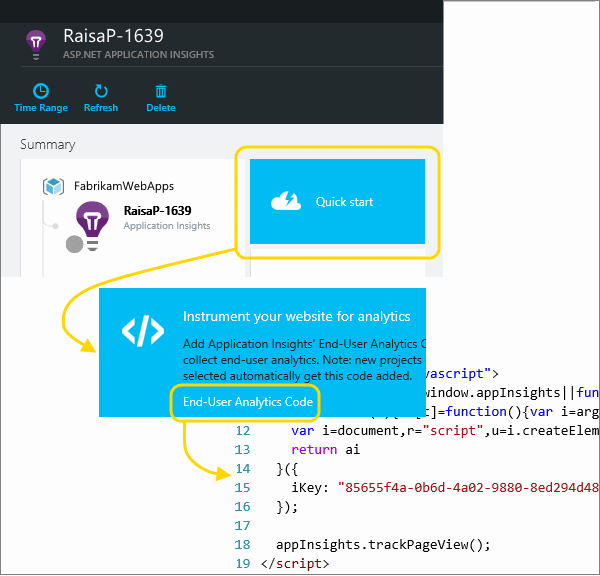 RaisaP-1639
ASP.NET APPLICATION INSIGHTS
Time Range
Refresh
Delete
Summary
FabrikamWebApps
RaisaP-1639
Application Insights
Quick start
Instrument your website for analytics
Add Application Insights' End-User Analytics
collect end-user analytics. Note: new projects
selected automatically get this code added.
End-User Analytics Code
vascript">
window.appInsights||fun
]=function(){var i=arg
12 var i=document,r="script",u=i.createElem
13 return ai
14 }({
15 iKey: "85655f4a-0b6d-4a02-9880-8ed294d48
16 });
17
18 appInsights.trackPageView();
19 </script>